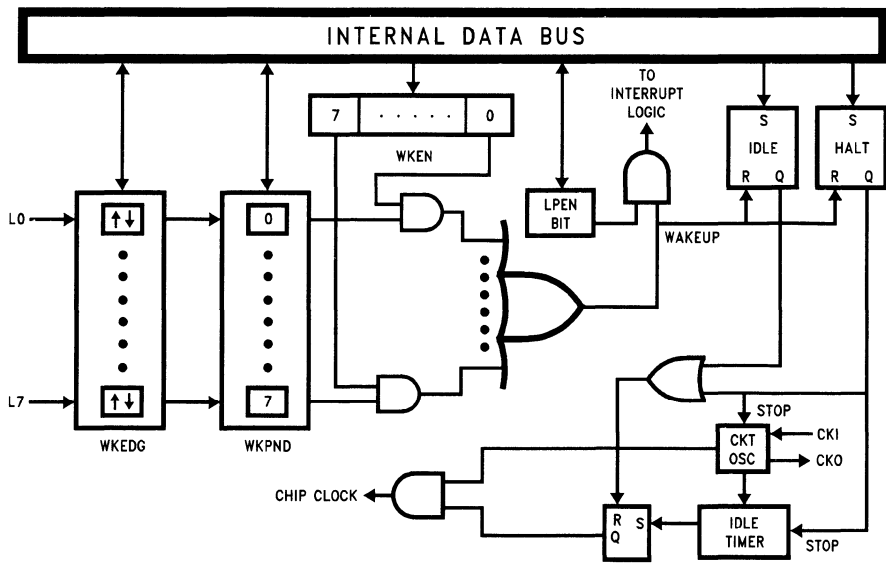 INTERNAL DATA BUS
TO
INTERRUPT
LOGIC
7 · · · · · 0
WKEN
S
IDLE
R Q
S
HALT
R Q
LPEN
BIT
WAKEUP
L0
↑↓
0
L7
↑↓
7
WKEDG
WKPND
STOP
CKT
OSC
CKI
CKO
CHIP CLOCK
R S
Q
IDLE
TIMER
STOP